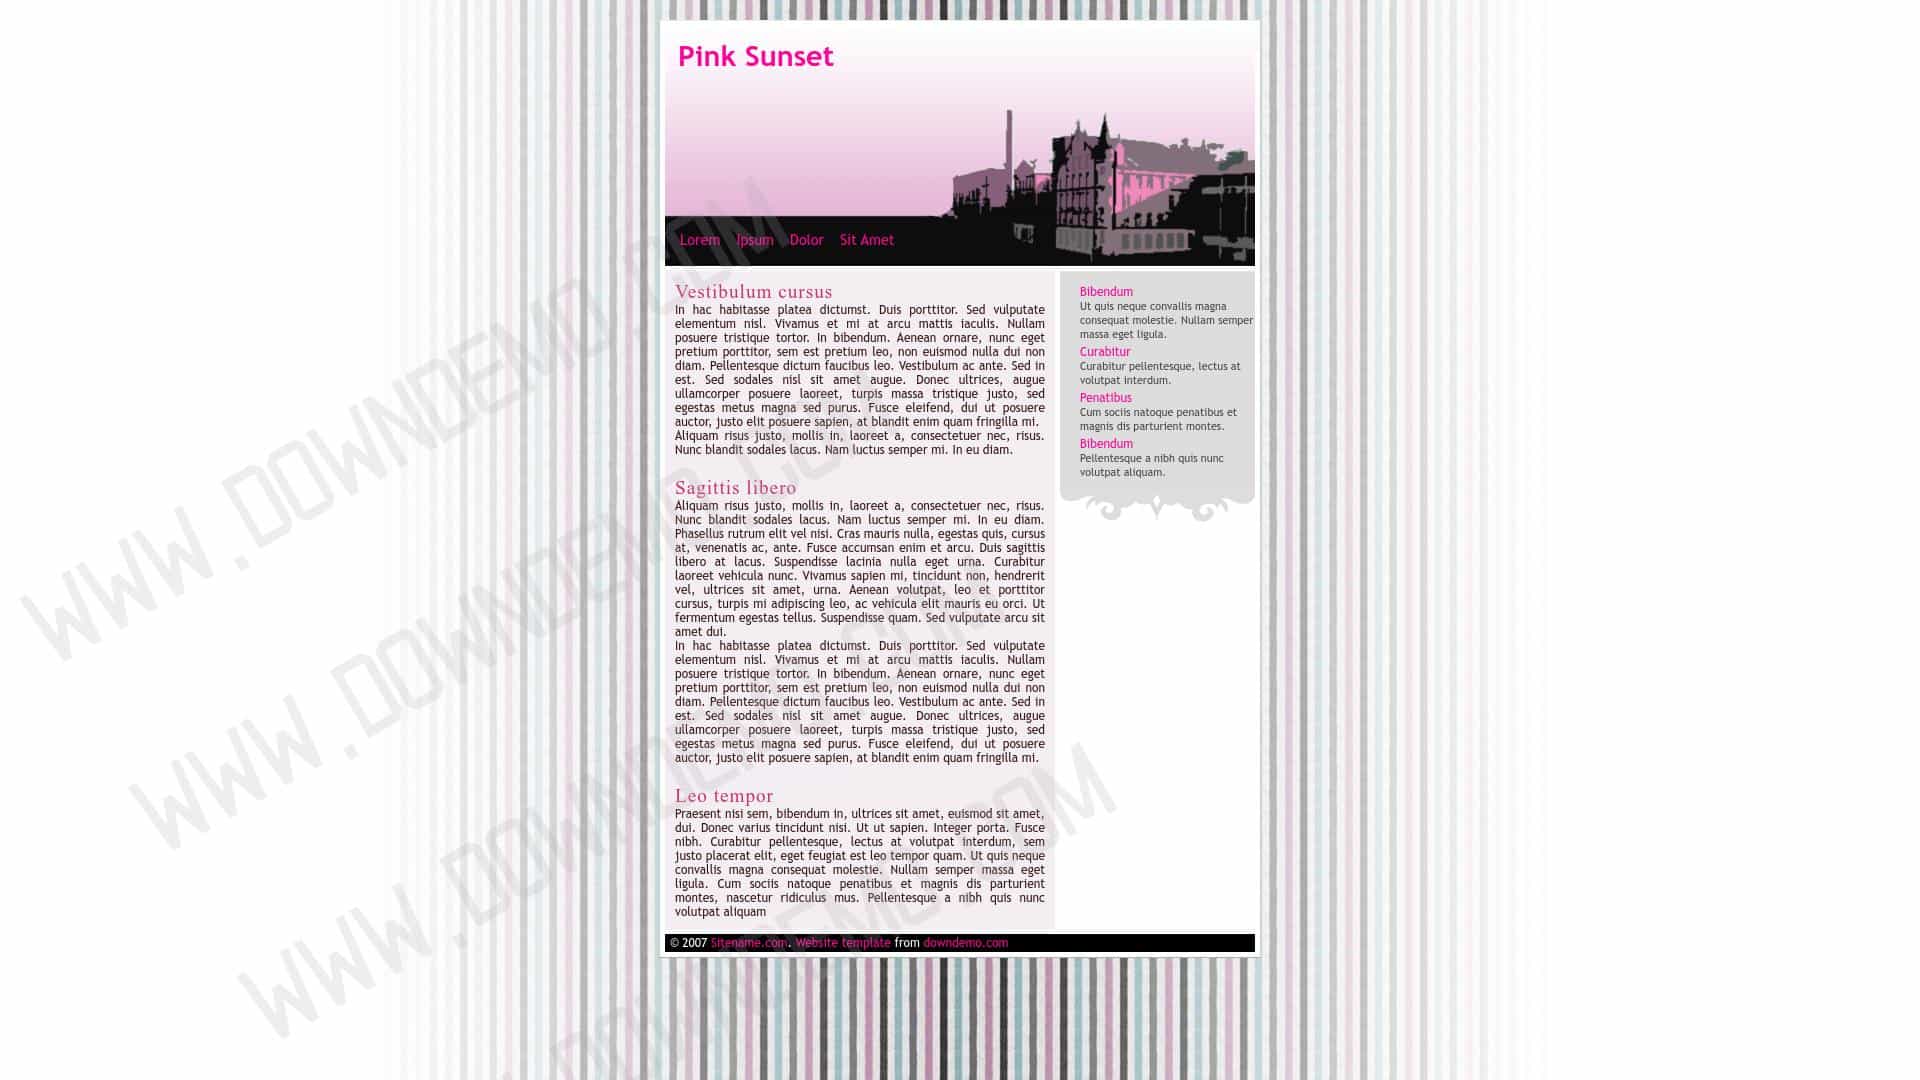 Pink Sunset
Lorem Ipsum Dolor Sit Amet
Vestibulum cursus
In hac habitasse platea dictumst. Duis porttitor. Sed vulputate
elementum nisl. Vivamus et mi at arcu mattis iaculis. Nullam
posuere tristique tortor. In bibendum. Aenean ornare, nunc eget
pretium porttitor, sem est pretium leo, non euismod nulla dui non
diam. Pellentesque dictum faucibus leo. Vestibulum ac ante. Sed in
est. Sed sodales nisl sit amet augue. Donec ultrices, augue
ullamcorper posuere laoreet, turpis massa tristique justo, sed
egestas metus magna sed purus. Fusce eleifend, dui ut posuere
auctor, justo elit posuere sapien, at blandit enim quam fringilla mi.
Aliquam risus justo, mollis in, laoreet a, consectetuer nec, risus.
Nunc blandit sodales lacus. Nam luctus semper mi. In eu diam.
Sagittis libero
Aliquam risus justo, mollis in, laoreet a, consectetuer nec, risus.
Nunc blandit sodales lacus. Nam luctus semper mi. In eu diam.
Phasellus rutrum elit vel nisi. Cras mauris nulla, egestas quis, cursus
at, venenatis ac, ante. Fusce accumsan enim et arcu. Duis sagittis
libero at lacus. Suspendisse lacinia nulla eget urna. Curabitur
laoreet vehicula nunc. Vivamus sapien mi, tincidunt non, hendrerit
vel, ultrices sit amet, urna. Aenean volutpat, leo et porttitor
cursus, turpis mi adipiscing leo, ac vehicula elit mauris eu orci. Ut
fermentum egestas tellus. Suspendisse quam. Sed vulputate arcu sit
amet dui.
In hac habitasse platea dictumst. Duis porttitor. Sed vulputate
elementum nisl. Vivamus et mi at arcu mattis iaculis. Nullam
posuere tristique tortor. In bibendum. Aenean ornare, nunc eget
pretium porttitor, sem est pretium leo, non euismod nulla dui non
diam. Pellentesque dictum faucibus leo. Vestibulum ac ante. Sed in
est. Sed sodales nisl sit amet augue. Donec ultrices, augue
ullamcorper posuere laoreet, turpis massa tristique justo, sed
egestas metus magna sed purus. Fusce eleifend, dui ut posuere
auctor, justo elit posuere sapien, at blandit enim quam fringilla mi.
Leo tempor
Praesent nisi sem, bibendum in, ultrices sit amet, euismod sit amet,
dui. Donec varius tincidunt nisi. Ut ut sapien. Integer porta. Fusce
nibh. Curabitur pellentesque, lectus at volutpat interdum, sem
justo placerat elit, eget feugiat est leo tempor quam. Ut quis neque
convallis magna consequat molestie. Nullam semper massa eget
ligula. Cum sociis natoque penatibus et magnis dis parturient
montes, nascetur ridiculus mus. Pellentesque a nibh quis nunc
volutpat aliquam
Bibendum
Ut quis neque convallis magna
consequat molestie. Nullam semper
massa eget ligula.
Curabitur
Curabitur pellentesque, lectus at
volutpat interdum.
Penatibus
Cum sociis natoque penatibus et
magnis dis parturient montes.
Bibendum
Pellentesque a nibh quis nunc
volutpat aliquam.
© 2007 Sitename.com. Website template from downdemo.com
WWW.DOWNDEMO.COM
WWW.DOWNDEMO.COM
WWW.DOWNDEMO.COM
WWW.DOWNDEMO.COM